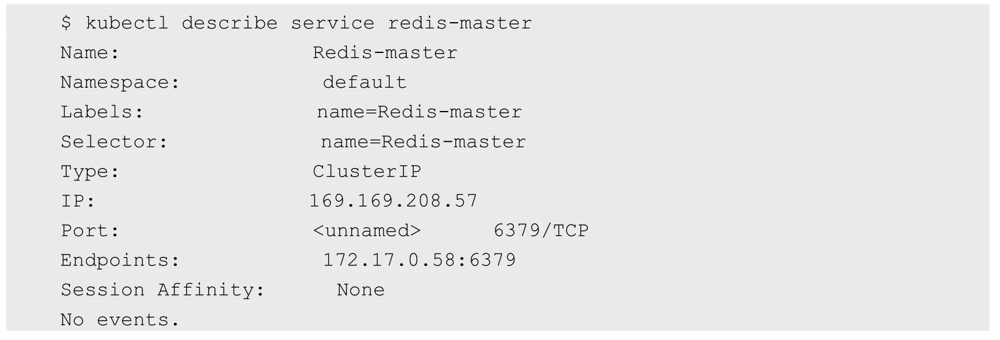 $ kubectl describe service redis-master
Name:                Redis-master
Namespace:            default
Labels:              name=Redis-master
Selector:             name=Redis-master
Type:                ClusterIP
IP:                  169.169.208.57
Port:                <unnamed>      6379/TCP
Endpoints:            172.17.0.58:6379
Session Affinity:      None
No events.